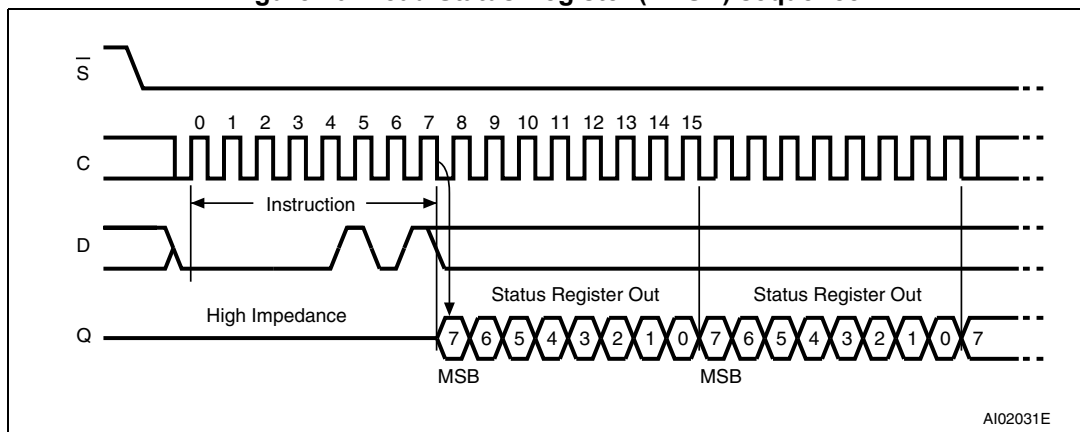 S
0 1 2 3 4 5 6 7 8 9 10 11 12 13 14 15
C
Instruction
D
Status Register Out Status Register Out
High Impedance
Q 7 6 5 4 3 2 1 0 7 6 5 4 3 2 1 0 7
MSB MSB
AI02031E